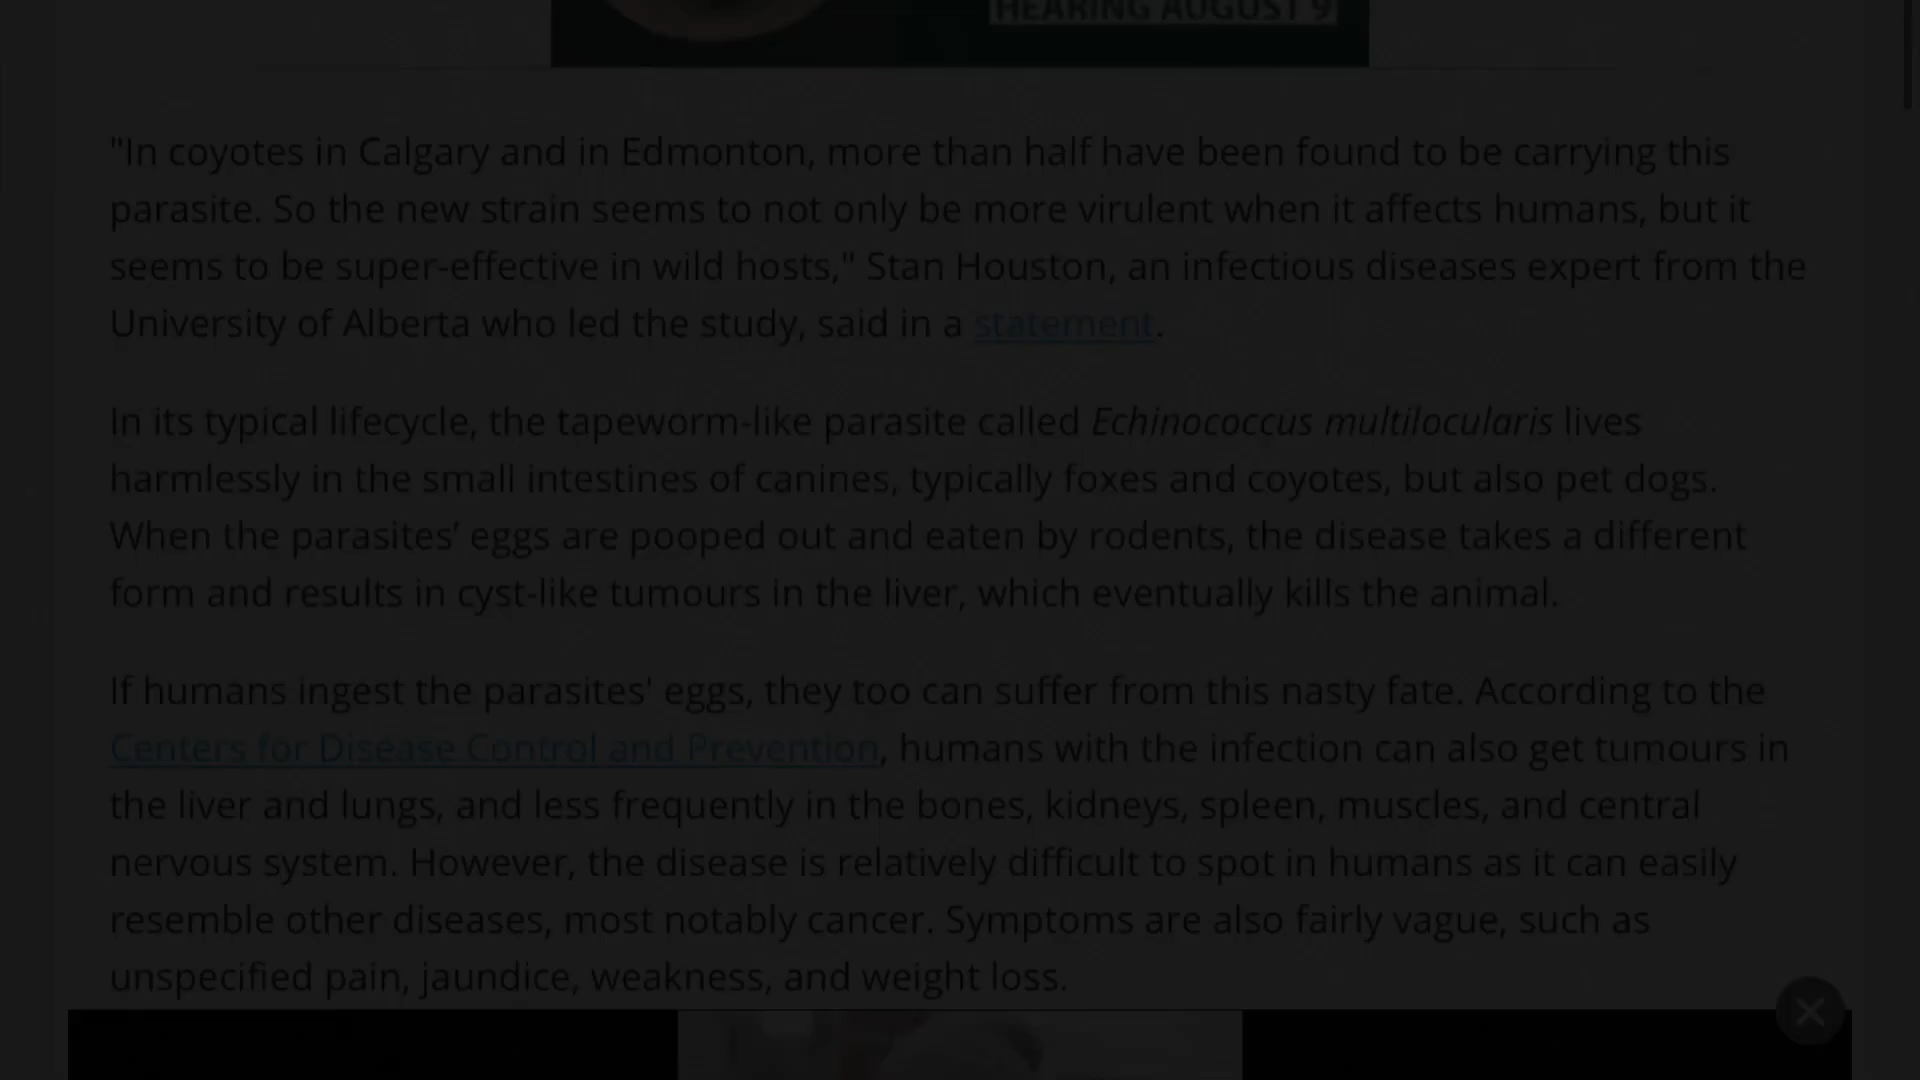 HEARING AUGUST 9
"In coyotes in Calgary and in Edmonton, more than half have been found to be carrying this
parasite. So the new strain seems to not only be more virulent when it affects humans, but it
seems to be super-effective in wild hosts," Stan Houston, an infectious diseases expert from the
University of Alberta who led the study, said in a statement.
In its typical lifecycle, the tapeworm-like parasite called Echinococcus multilocularis lives
harmlessly in the small intestines of canines, typically foxes and coyotes, but also pet dogs.
When the parasites’ eggs are pooped out and eaten by rodents, the disease takes a different
form and results in cyst-like tumours in the liver, which eventually kills the animal.
If humans ingest the parasites' eggs, they too can suffer from this nasty fate. According to the
Centers for Disease Control and Prevention, humans with the infection can also get tumours in
the liver and lungs, and less frequently in the bones, kidneys, spleen, muscles, and central
nervous system. However, the disease is relatively difficult to spot in humans as it can easily
resemble other diseases, most notably cancer. Symptoms are also fairly vague, such as
unspecified pain, jaundice, weakness, and weight loss.